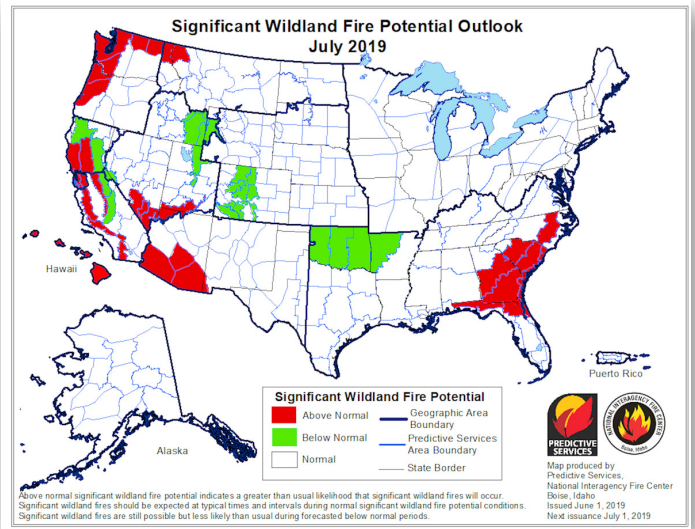 Significant Wildland Fire Potential Outlook
July 2019
Hawaii
Alaska
Puerto Rico
Significant Wildland Fire Potential
Above Normal
Below Normal
Normal
Geographic Area
Boundary
Predictive Services
Area Boundary
State Border
PREDICTIVE
SERVICES
NATIONAL INTERAGENCY FIRE CENTER
Boise, Idaho
Map produced by
Predictive Services,
National Interagency Fire Center
Boise, Idaho
Issued June 1, 2019
Next issuance July 1, 2019
Above normal significant wildland fire potential indicates a greater than usual likelihood that significant wildland fires will occur.
Significant wildland fires should be expected at typical times and intervals during normal significant wildland fire potential conditions.
Significant wildland fires are still possible but less likely than usual during forecasted below normal periods.